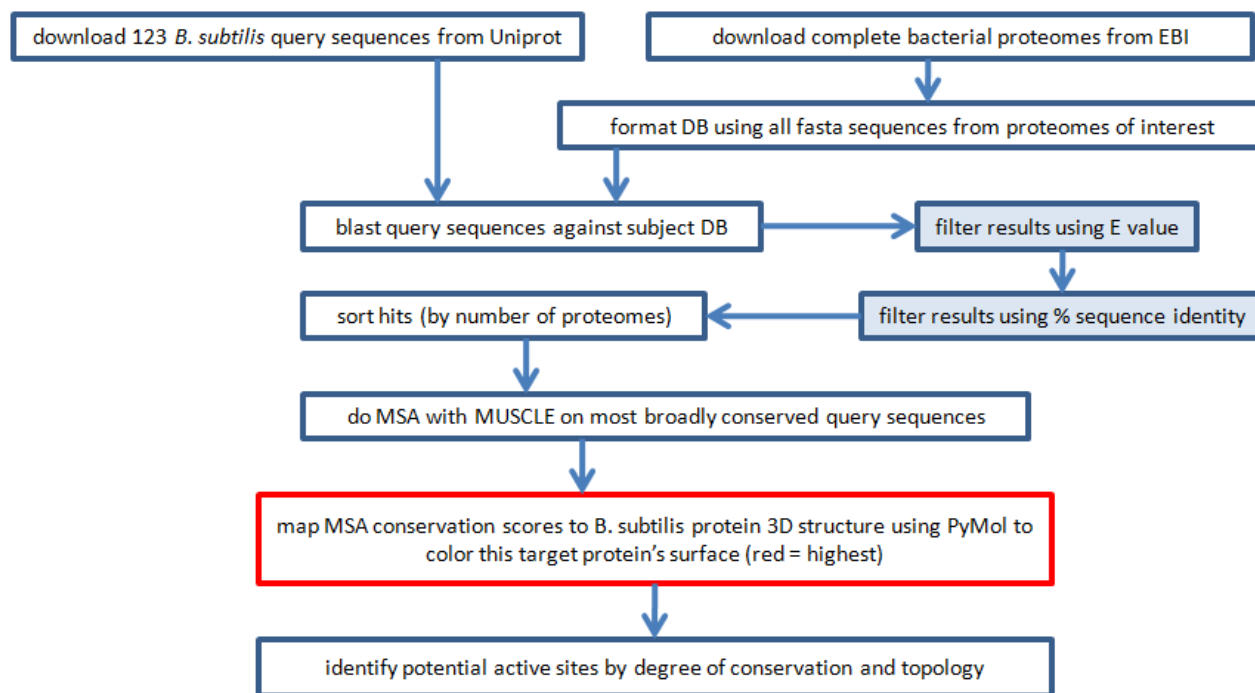 download 123 B. subtilis query sequences from Uniprot
download complete bacterial proteomes from EBI
format DB using all fasta sequences from proteomes of interest
blast query sequences against subject DB
filter results using E value
sort hits (by number of proteomes)
filter results using % sequence identity
do MSA with MUSCLE on most broadly conserved query sequences
map MSA conservation scores to B. subtilis protein 3D structure using PyMol to
color this target protein’s surface (red = highest)
identify potential active sites by degree of conservation and topology